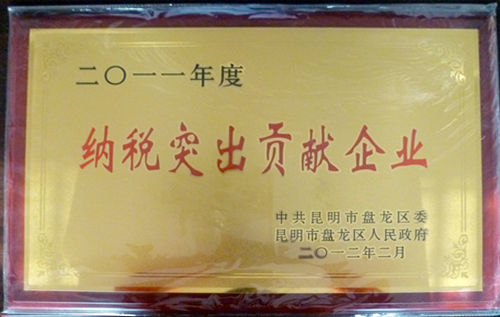 二〇一一年度
纳税突出贡献企业
中共昆明市盘龙区委
昆明市盘龙区人民政府
二〇一二年二月